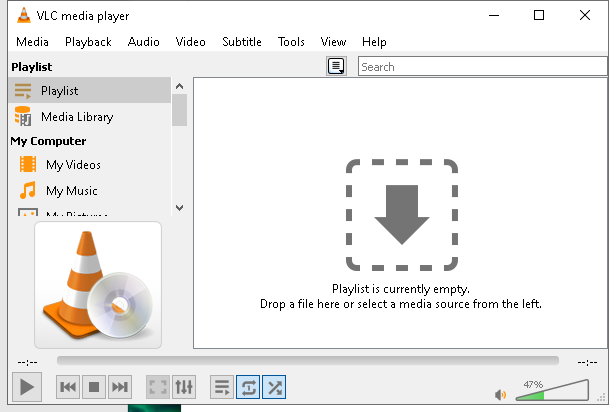 VLC media player
Media Playback Audio Video Subtitle Tools View Help
Playlist
Search
Playlist
Media Library
My Computer
My Videos
My Music
My Pictures
Playlist is currently empty.
Drop a file here or select a media source from the left.
--:-- --:--
47%